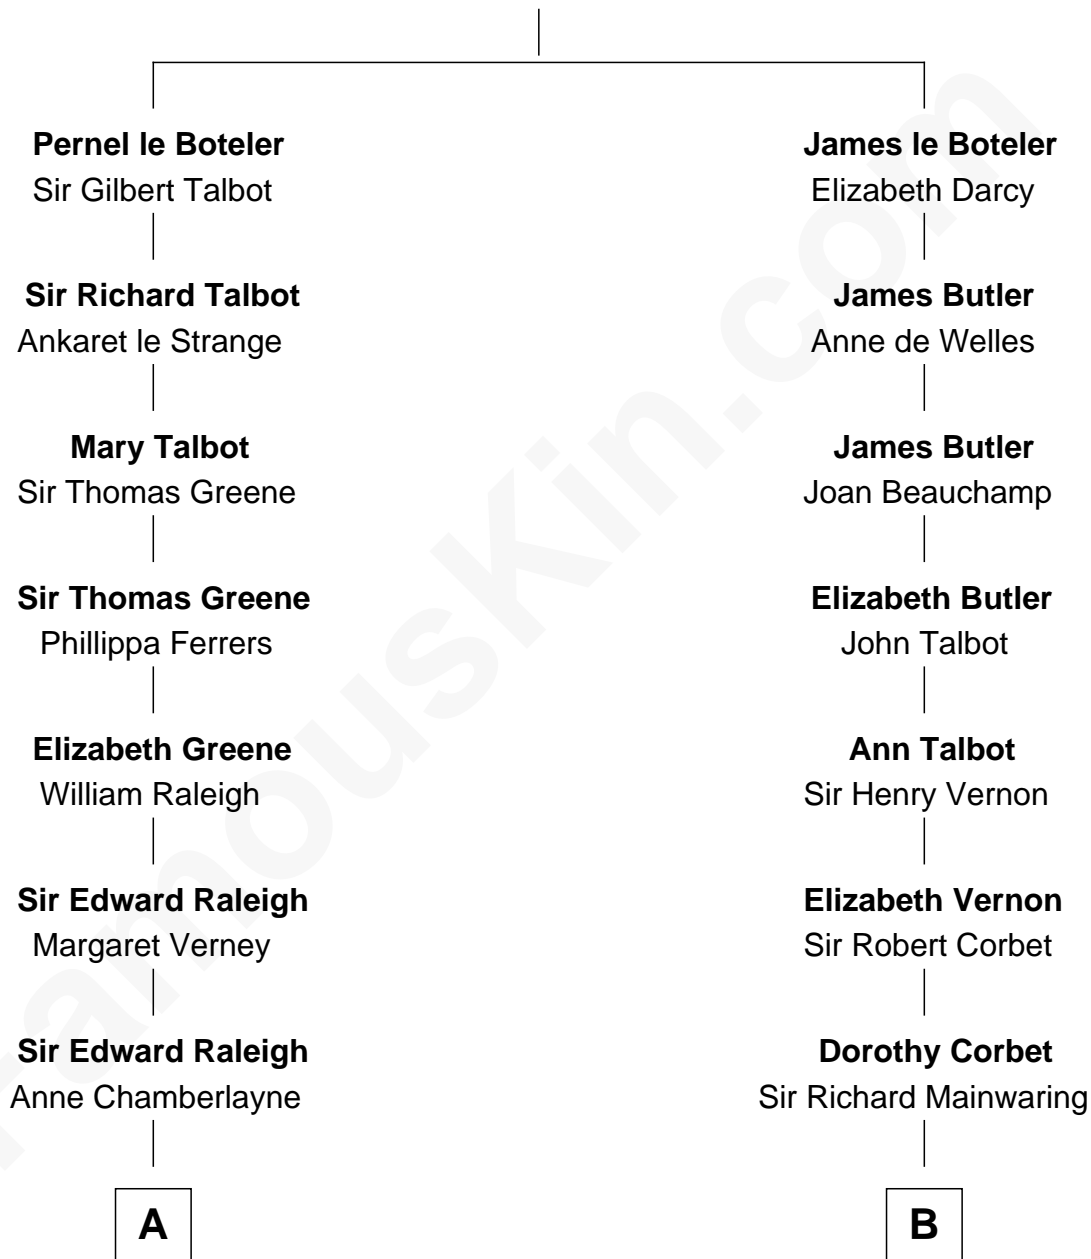 Pernel le Boteler
Sir Gilbert Talbot
Sir Richard Talbot
Ankaret le Strange
Mary Talbot
Sir Thomas Greene
Sir Thomas Greene
Phillippa Ferrers
Elizabeth Greene
William Raleigh
Sir Edward Raleigh
Margaret Verney
Sir Edward Raleigh
Anne Chamberlayne
A
James le Boteler
Elizabeth Darcy
James Butler
Anne de Welles
James Butler
Joan Beauchamp
Elizabeth Butler
John Talbot
Ann Talbot
Sir Henry Vernon
Elizabeth Vernon
Sir Robert Corbet
Dorothy Corbet
Sir Richard Mainwaring
B
FamousKin.com